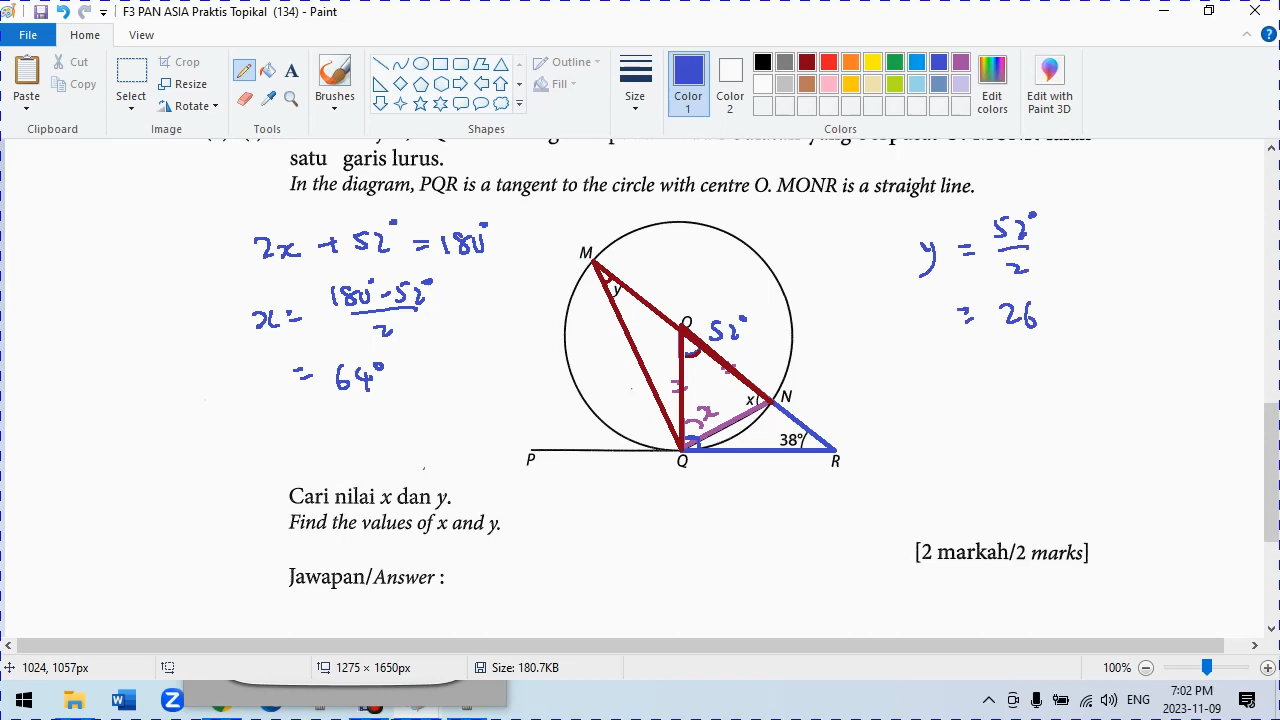 F3 PAN ASIA Praktis Topikal (134) - Paint
File Home View
Paste
Cut
Copy
Clipboard
Select
Crop
Resize
Rotate
Image
Tools
Brushes
Shapes
Outline
Fill
Size
Color 1
Color 2
Colors
Edit colors
Edit with Paint 3D
satu garis lurus.
In the diagram, PQR is a tangent to the circle with centre O. MONR is a straight line.
2x + 52° = 180°
x = (180° - 52°)/2
= 64°
y = 52°/2
= 26
M
y
O
52°
x
N
x
38°
P
Q
R
Cari nilai x dan y.
Find the values of x and y.
[2 markah/2 marks]
Jawapan/Answer :
1024, 1057px
1275 × 1650px
Size: 180.7KB
100%
ENG
7:02 PM
2023-11-09